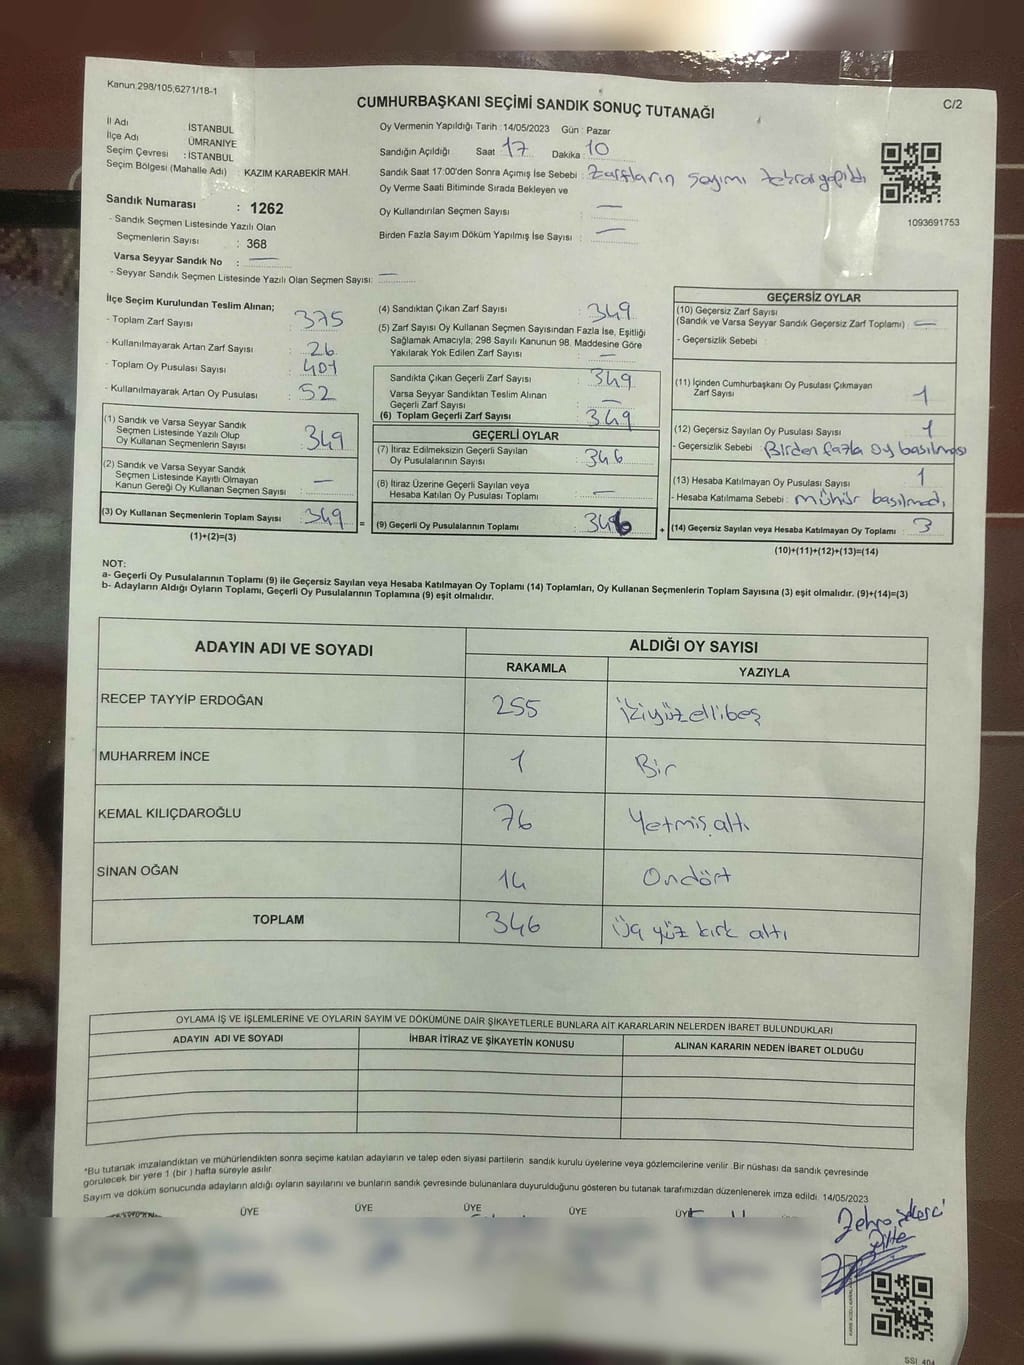 Kanun:298/105;6271/18-1
C/2
CUMHURBAŞKANI SEÇİMİ SANDIK SONUÇ TUTANAĞI
İl Adı : İSTANBUL
İlçe Adı : ÜMRANİYE
Seçim Çevresi : İSTANBUL
Seçim Bölgesi (Mahalle Adı) : KAZIM KARABEKİR MAH.
Sandık Numarası : 1262
- Sandık Seçmen Listesinde Yazılı Olan
Seçmenlerin Sayısı : 368
Varsa Seyyar Sandık No : —
- Seyyar Sandık Seçmen Listesinde Yazılı Olan Seçmen Sayısı: —
Oy Vermenin Yapıldığı Tarih : 14/05/2023 Gün : Pazar
Sandığın Açıldığı Saat : 17 Dakika : 10
Sandık Saat 17:00'den Sonra Açımış İse Sebebi : Zarfların sayımı tekrar yapıldı
Oy Verme Saati Bitiminde Sırada Bekleyen ve
Oy Kullandırılan Seçmen Sayısı : —
Birden Fazla Sayım Döküm Yapılmış İse Sayısı : —
1093691753
İlçe Seçim Kurulundan Teslim Alınan;
- Toplam Zarf Sayısı : 375
- Kullanılmayarak Artan Zarf Sayısı : 26
- Toplam Oy Pusulası Sayısı : 401
- Kullanılmayarak Artan Oy Pusulası : 52
(1) Sandık ve Varsa Seyyar Sandık
Seçmen Listesinde Yazılı Olup
Oy Kullanan Seçmenlerin Sayısı : 349
(2) Sandık ve Varsa Seyyar Sandık
Seçmen Listesinde Kayıtlı Olmayan
Kanun Gereği Oy Kullanan Seçmen Sayısı : —
(3) Oy Kullanan Seçmenlerin Toplam Sayısı : 349 =
(1)+(2)=(3)
(4) Sandıktan Çıkan Zarf Sayısı : 349
(5) Zarf Sayısı Oy Kullanan Seçmen Sayısından Fazla İse, Eşitliği
Sağlamak Amacıyla; 298 Sayılı Kanunun 98. Maddesine Göre
Yakılarak Yok Edilen Zarf Sayısı : —
Sandıkta Çıkan Geçerli Zarf Sayısı : 349
Varsa Seyyar Sandıktan Teslim Alınan
Geçerli Zarf Sayısı : —
(6) Toplam Geçerli Zarf Sayısı : 349
GEÇERLİ OYLAR
(7) İtiraz Edilmeksizin Geçerli Sayılan
Oy Pusulalarının Sayısı : 346
(8) İtiraz Üzerine Geçerli Sayılan veya
Hesaba Katılan Oy Pusulası Toplamı : —
(9) Geçerli Oy Pusulalarının Toplamı : 346 +
GEÇERSİZ OYLAR
(10) Geçersiz Zarf Sayısı
(Sandık ve Varsa Seyyar Sandık Geçersiz Zarf Toplamı) : —
- Geçersizlik Sebebi :
(11) İçinden Cumhurbaşkanı Oy Pusulası Çıkmayan
Zarf Sayısı : 1
(12) Geçersiz Sayılan Oy Pusulası Sayısı : 1
- Geçersizlik Sebebi : Birden fazla oy basılması
(13) Hesaba Katılmayan Oy Pusulası Sayısı : 1
- Hesaba Katılmama Sebebi : mühür basılmadı
(14) Geçersiz Sayılan veya Hesaba Katılmayan Oy Toplamı : 3
(10)+(11)+(12)+(13)=(14)
NOT:
a- Geçerli Oy Pusulalarının Toplamı (9) ile Geçersiz Sayılan veya Hesaba Katılmayan Oy Toplamı (14) Toplamları, Oy Kullanan Seçmenlerin Toplam Sayısına (3) eşit olmalıdır. (9)+(14)=(3)
b- Adayların Aldığı Oyların Toplamı, Geçerli Oy Pusulalarının Toplamına (9) eşit olmalıdır.
ADAYIN ADI VE SOYADI ALDIĞI OY SAYISI
RAKAMLA YAZIYLA
RECEP TAYYİP ERDOĞAN 255 ikiyüzellibeş
MUHARREM İNCE 1 Bir
KEMAL KILIÇDAROĞLU 76 Yetmiş altı
SİNAN OĞAN 14 Ondört
TOPLAM 346 Üç yüz kırk altı
OYLAMA İŞ VE İŞLEMLERİNE VE OYLARIN SAYIM VE DÖKÜMÜNE DAİR ŞİKAYETLERLE BUNLARA AİT KARARLARIN NELERDEN İBARET BULUNDUKLARI
ADAYIN ADI VE SOYADI İHBAR İTİRAZ VE ŞİKAYETİN KONUSU ALINAN KARARIN NEDEN İBARET OLDUĞU
*Bu tutanak imzalandıktan ve mühürlendikten sonra seçime katılan adayların ve talep eden siyasi partilerin sandık kurulu üyelerine veya gözlemcilerine verilir. Bir nüshası da sandık çevresinde
görülecek bir yere 1 (bir ) hafta süreyle asılır.
Sayım ve döküm sonucunda adayların aldığı oyların sayılarını ve bunların sandık çevresinde bulunanlara duyurulduğunu gösteren bu tutanak tarafımızdan düzenlenerek imza edildi. 14/05/2023
ÜYE ÜYE ÜYE ÜYE ÜYE
Zehra